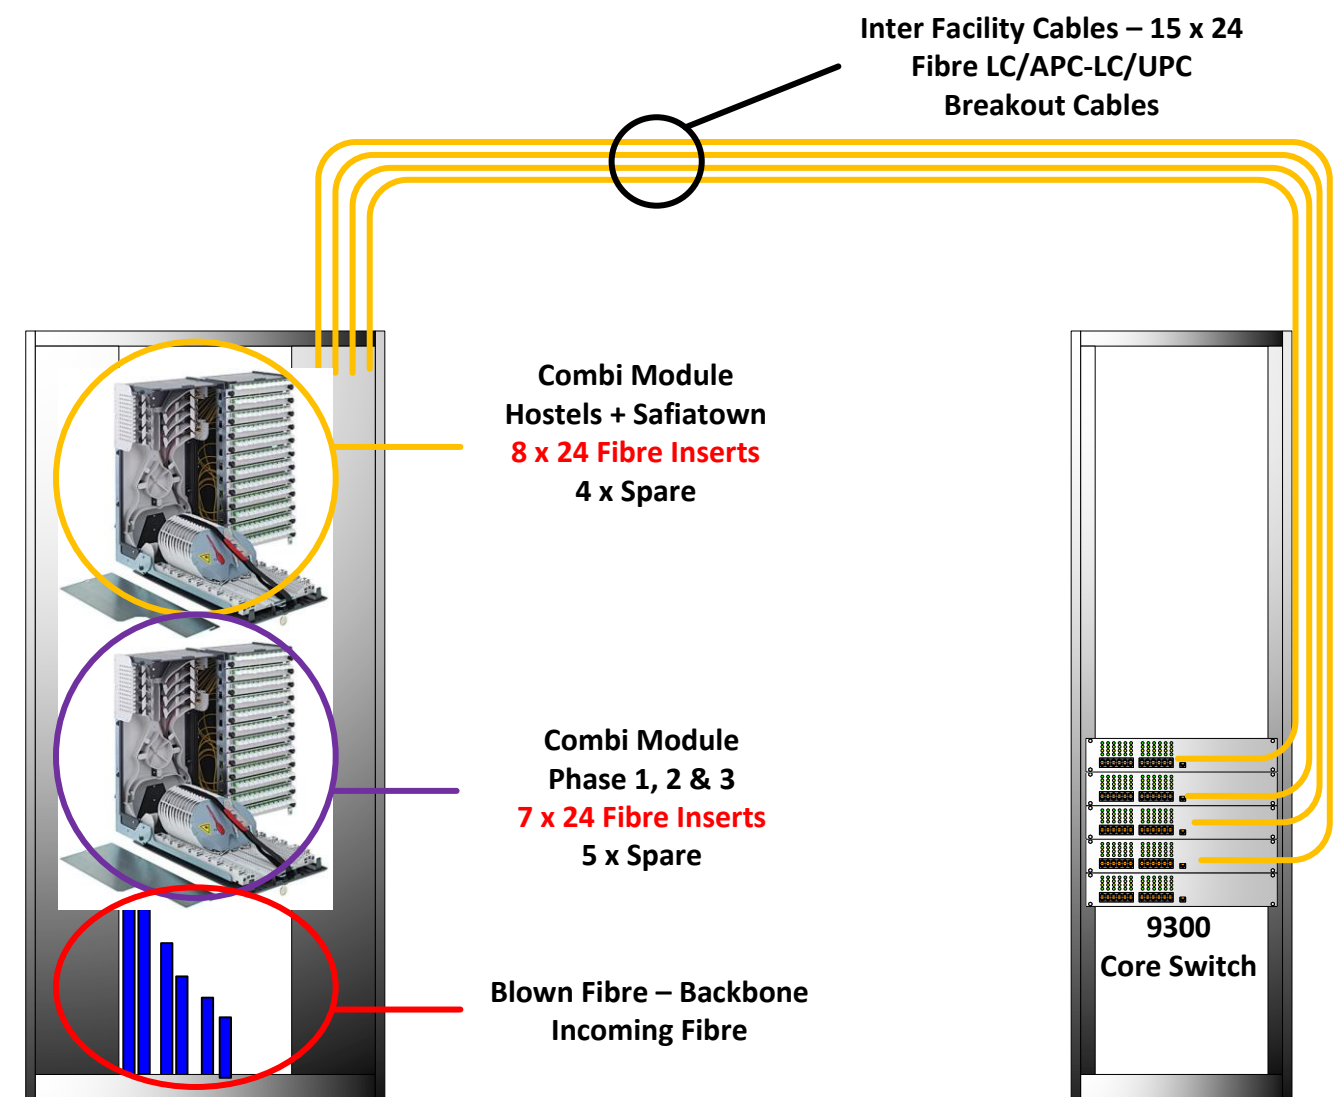 Inter Facility Cables – 15 x 24
Fibre LC/APC-LC/UPC
Breakout Cables
Combi Module
Hostels + Safiatown
8 x 24 Fibre Inserts
4 x Spare
Combi Module
Phase 1, 2 & 3
7 x 24 Fibre Inserts
5 x Spare
Blown Fibre – Backbone
Incoming Fibre
9300
Core Switch